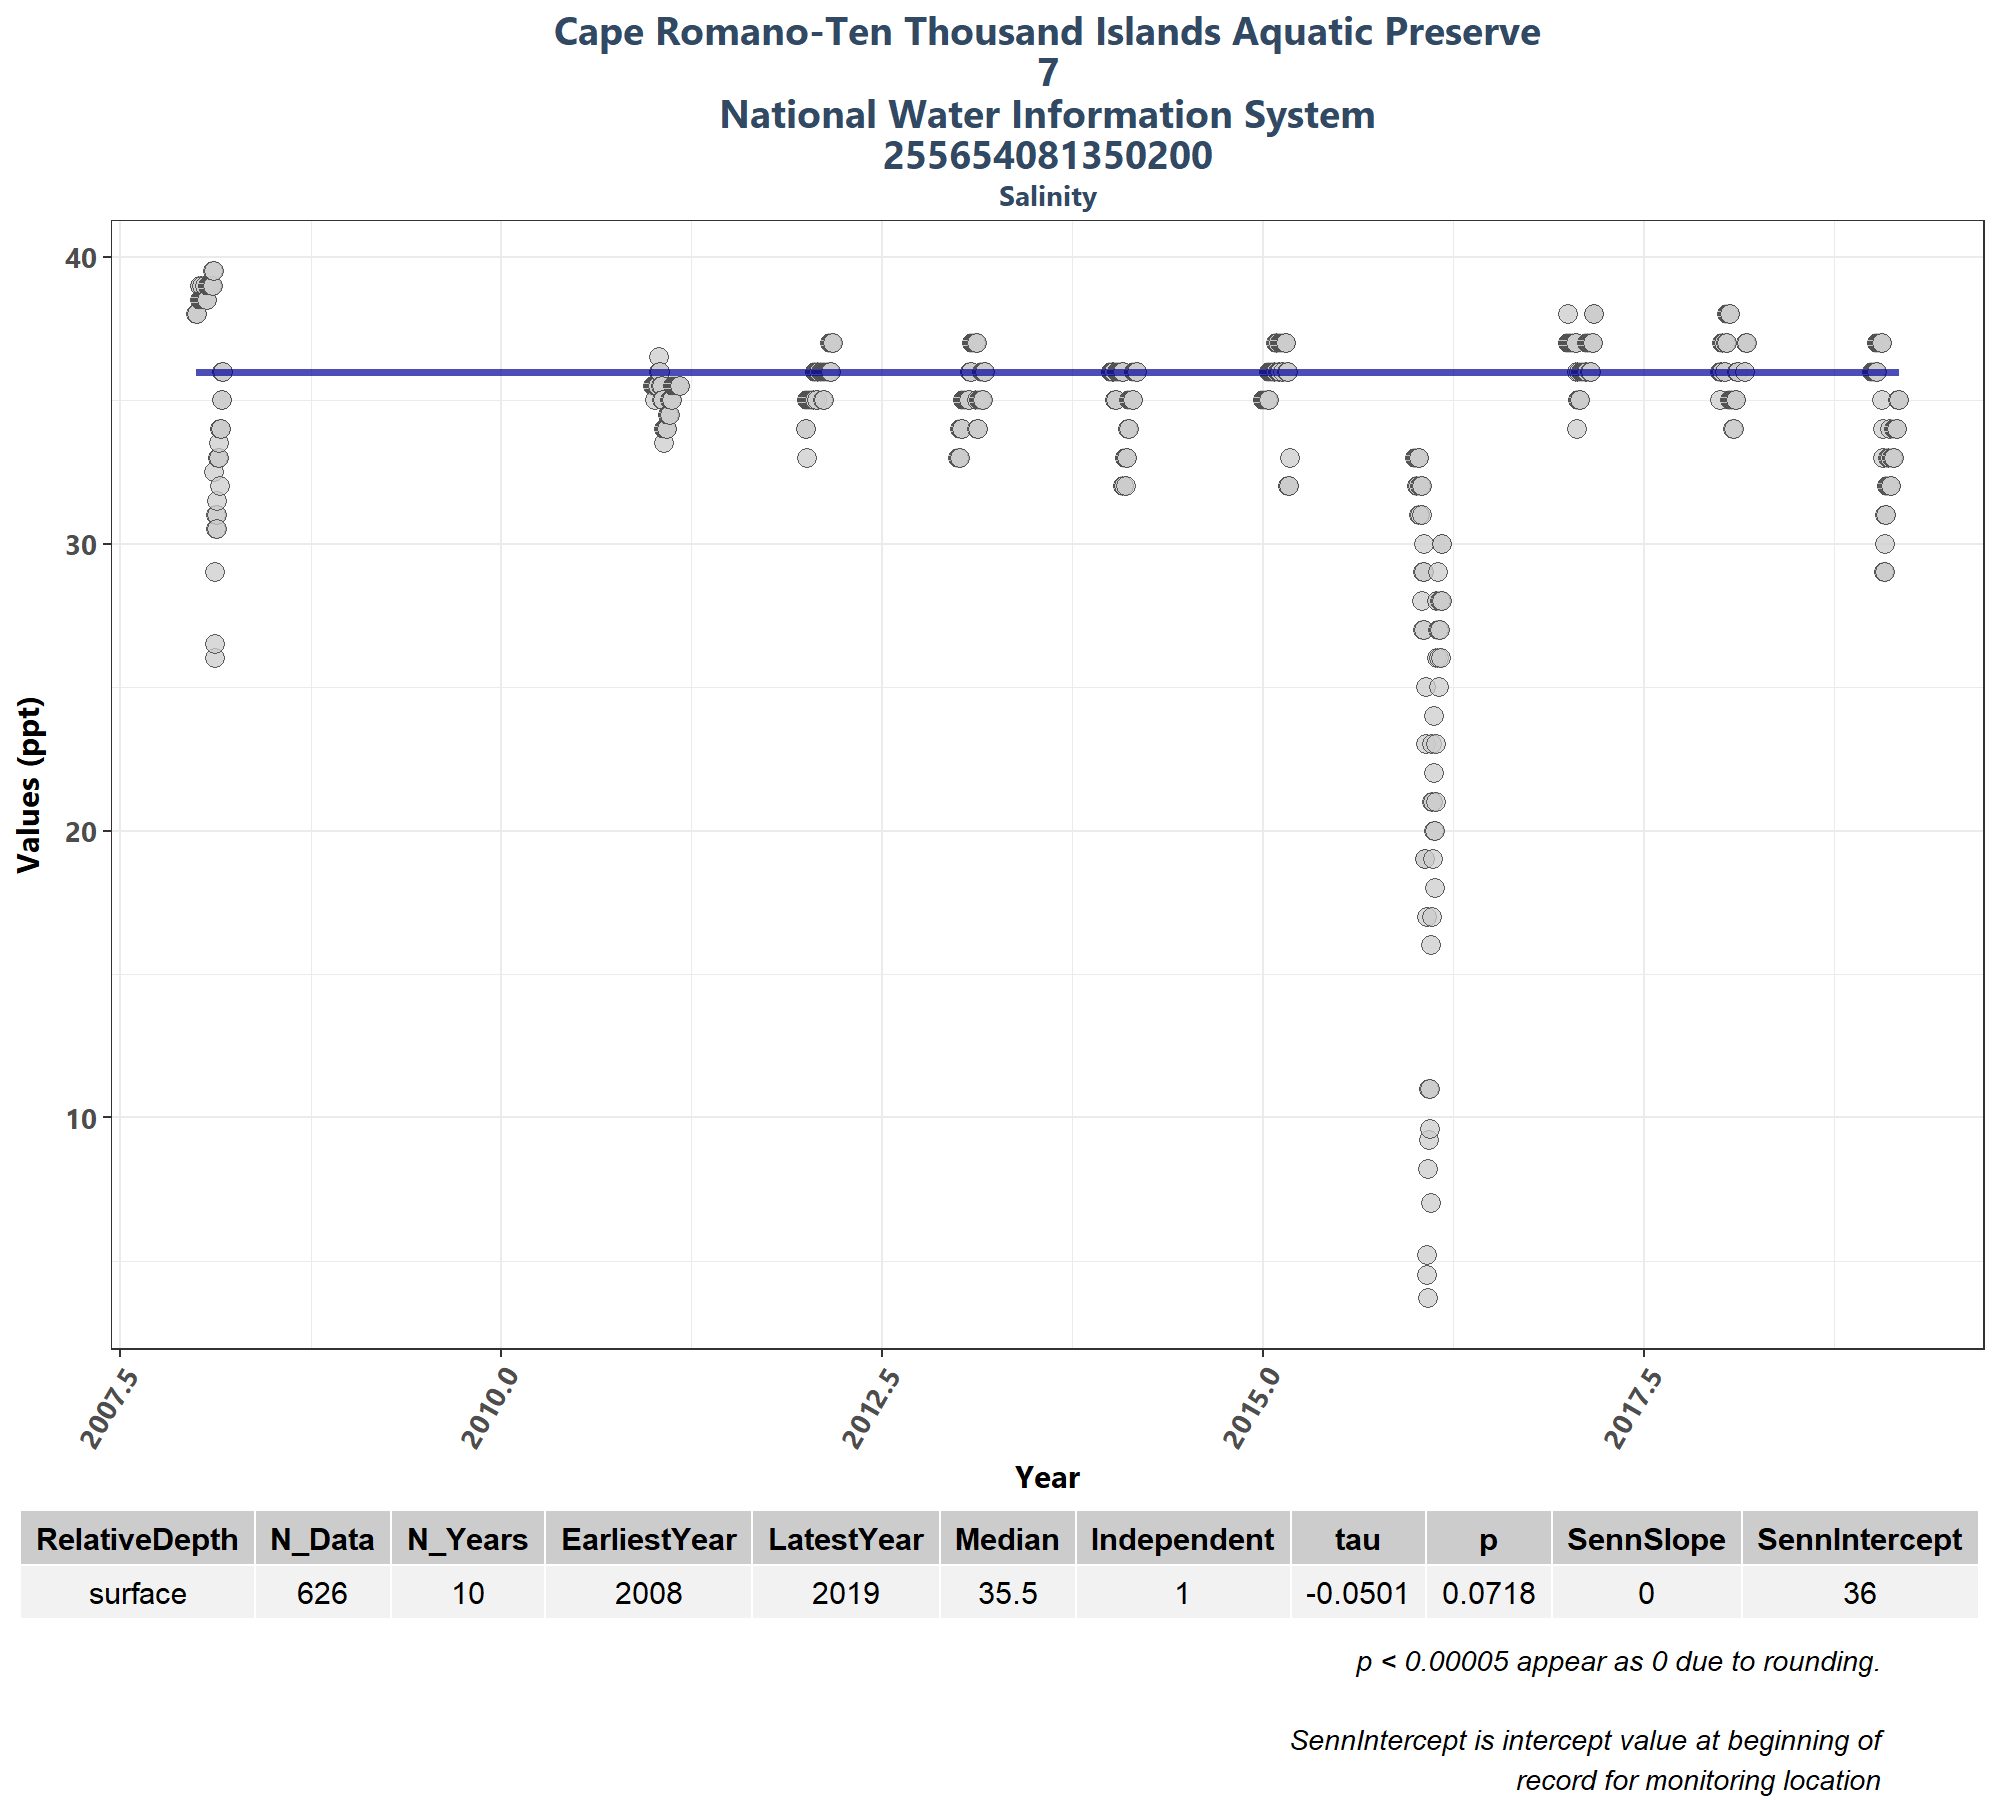 Cape Romano-Ten Thousand Islands Aquatic Preserve
7
National Water Information System
255654081350200
Salinity
40
30
20
10
Values (ppt)
2007.5
2010.0
2012.5
2015.0
2017.5
Year
RelativeDepth N_Data N_Years EarliestYear LatestYear Median Independent tau p SennSlope SennIntercept
surface 626 10 2008 2019 35.5 1 -0.0501 0.0718 0 36
p < 0.00005 appear as 0 due to rounding.
SennIntercept is intercept value at beginning of
record for monitoring location